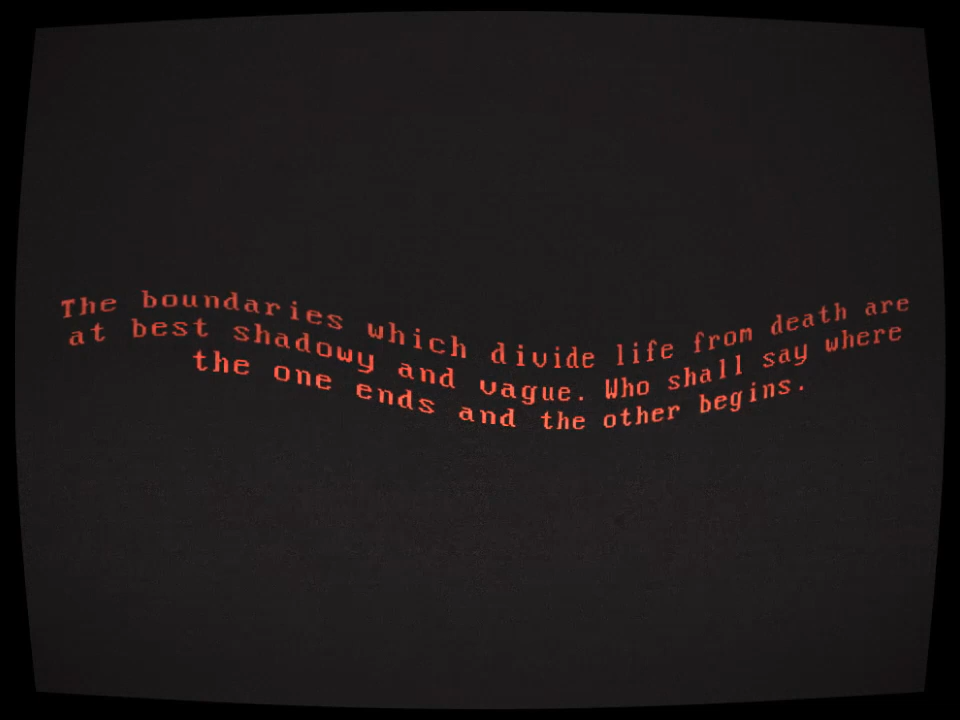 The boundaries which divide life from death are
at best shadowy and vague. Who shall say where
the one ends and the other begins.